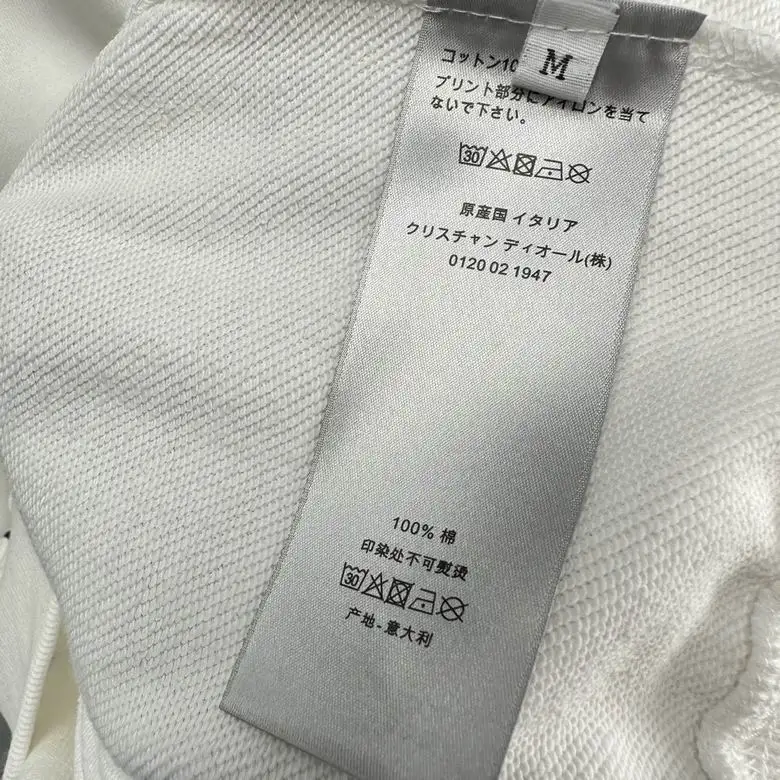 M
コットン10
プリント部分にアイロンを当て
ないで下さい。
30
原産国 イタリア
クリスチャン ディオール(株)
0120 02 1947
100% 棉
印染处不可熨烫
30
产地-意大利